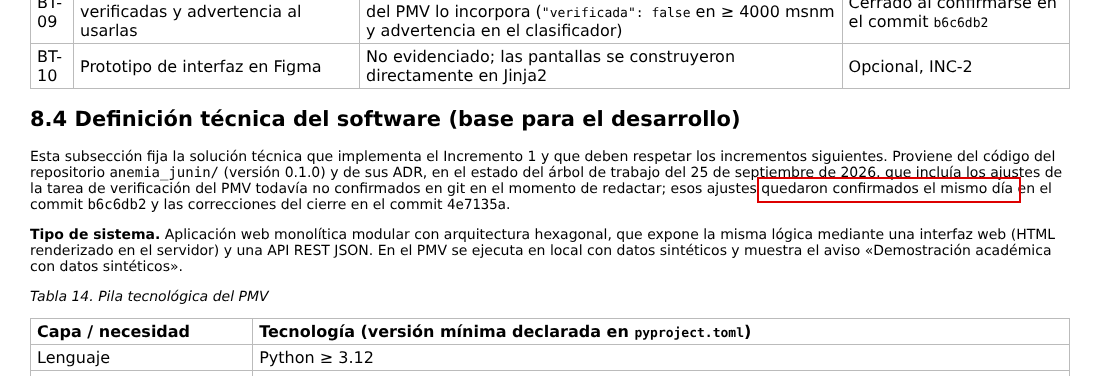 BT-
09
verificadas y advertencia al
usarlas
del PMV lo incorpora ("verificada": false en ≥ 4000 msnm
y advertencia en el clasificador)
Cerrado al confirmarse en
el commit b6c6db2
BT-
10
Prototipo de interfaz en Figma
No evidenciado; las pantallas se construyeron
directamente en Jinja2
Opcional, INC-2
8.4 Definición técnica del software (base para el desarrollo)
Esta subsección fija la solución técnica que implementa el Incremento 1 y que deben respetar los incrementos siguientes. Proviene del código del
repositorio anemia_junin/ (versión 0.1.0) y de sus ADR, en el estado del árbol de trabajo del 25 de septiembre de 2026, que incluía los ajustes de
la tarea de verificación del PMV todavía no confirmados en git en el momento de redactar; esos ajustes quedaron confirmados el mismo día en el
commit b6c6db2 y las correcciones del cierre en el commit 4e7135a.
Tipo de sistema. Aplicación web monolítica modular con arquitectura hexagonal, que expone la misma lógica mediante una interfaz web (HTML
renderizado en el servidor) y una API REST JSON. En el PMV se ejecuta en local con datos sintéticos y muestra el aviso «Demostración académica
con datos sintéticos».
Tabla 14. Pila tecnológica del PMV
Capa / necesidad
Tecnología (versión mínima declarada en pyproject.toml)
Lenguaje
Python ≥ 3.12